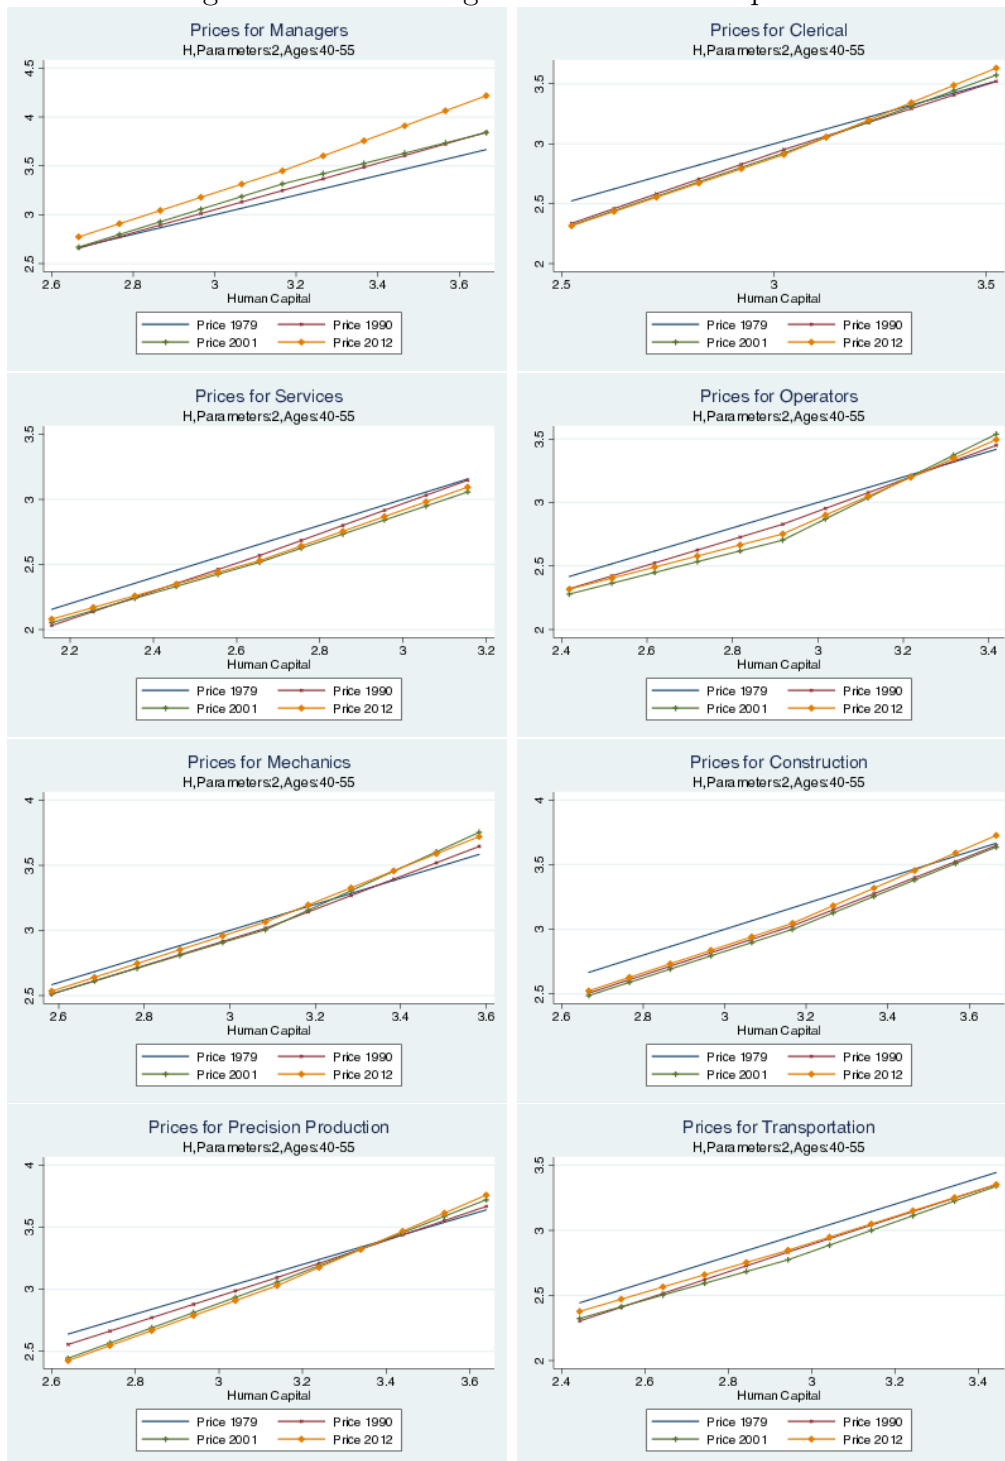 Prices for Managers
H,Parameters:2,Ages:40-55
4.5
4
3.5
3
2.5
2.6 2.8 3 3.2 3.4 3.6
Human Capital
Price 1979 Price 1990
Price 2001 Price 2012
Prices for Clerical
H,Parameters:2,Ages:40-55
3.5
3
2.5
2
2.5 3 3.5
Human Capital
Price 1979 Price 1990
Price 2001 Price 2012
Prices for Services
H,Parameters:2,Ages:40-55
3.5
3
2.5
2
2.2 2.4 2.6 2.8 3 3.2
Human Capital
Price 1979 Price 1990
Price 2001 Price 2012
Prices for Operators
H,Parameters:2,Ages:40-55
3.5
3
2.5
2
2.4 2.6 2.8 3 3.2 3.4
Human Capital
Price 1979 Price 1990
Price 2001 Price 2012
Prices for Mechanics
H,Parameters:2,Ages:40-55
4
3.5
3
2.5
2.6 2.8 3 3.2 3.4 3.6
Human Capital
Price 1979 Price 1990
Price 2001 Price 2012
Prices for Construction
H,Parameters:2,Ages:40-55
4
3.5
3
2.5
2.6 2.8 3 3.2 3.4 3.6
Human Capital
Price 1979 Price 1990
Price 2001 Price 2012
Prices for Precision Production
H,Parameters:2,Ages:40-55
4
3.5
3
2.5
2.6 2.8 3 3.2 3.4 3.6
Human Capital
Price 1979 Price 1990
Price 2001 Price 2012
Prices for Transportation
H,Parameters:2,Ages:40-55
3.5
3
2.5
2
2.4 2.6 2.8 3 3.2 3.4
Human Capital
Price 1979 Price 1990
Price 2001 Price 2012